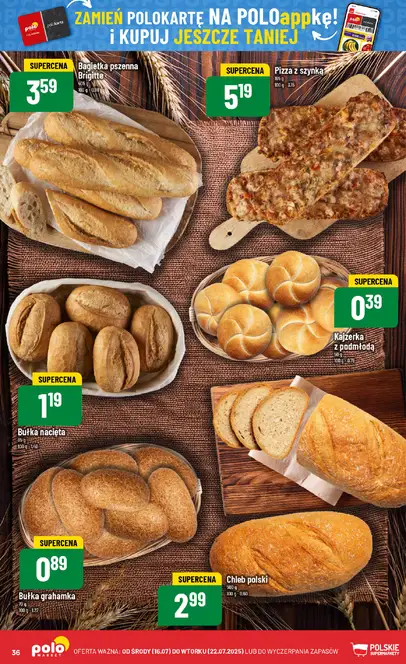 polo
ZAMIEŃ POLOKARTĘ NA POLOappkę!
i KUPUJ JESZCZE TANIEJ
SUPERCENA
3 59
Bagietka pszenna
Brigitte
SUPERCENA
5 19
Pizza z szynką
SUPERCENA
0 39
Kajzerka
z podmłodą
SUPERCENA
1 19
Bułka nacięta
SUPERCENA
0 89
Bułka grahamka
SUPERCENA
2 99
Chleb polski
36
polo
MARKET
OFERTA WAŻNA: OD ŚRODY (16.07) DO WTORKU (22.07.2025) LUB DO WYCZERPANIA ZAPASÓW
POLSKIE
SUPERMARKETY